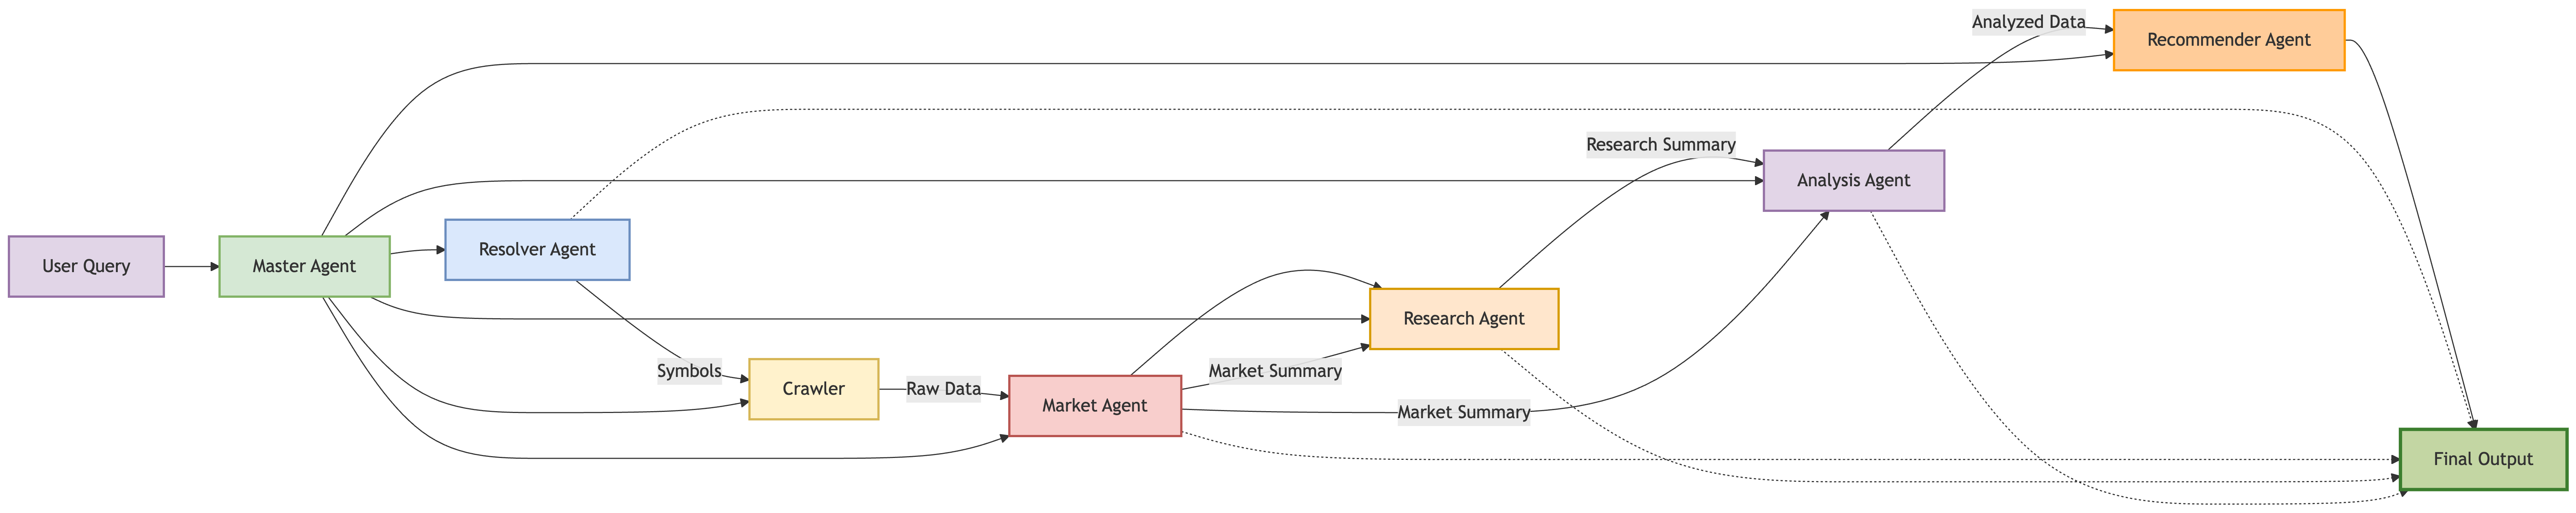 User Query
Master Agent
Resolver Agent
Symbols
Crawler
Raw Data
Market Agent
Market Summary
Market Summary
Research Agent
Research Summary
Analysis Agent
Analyzed Data
Recommender Agent
Final Output